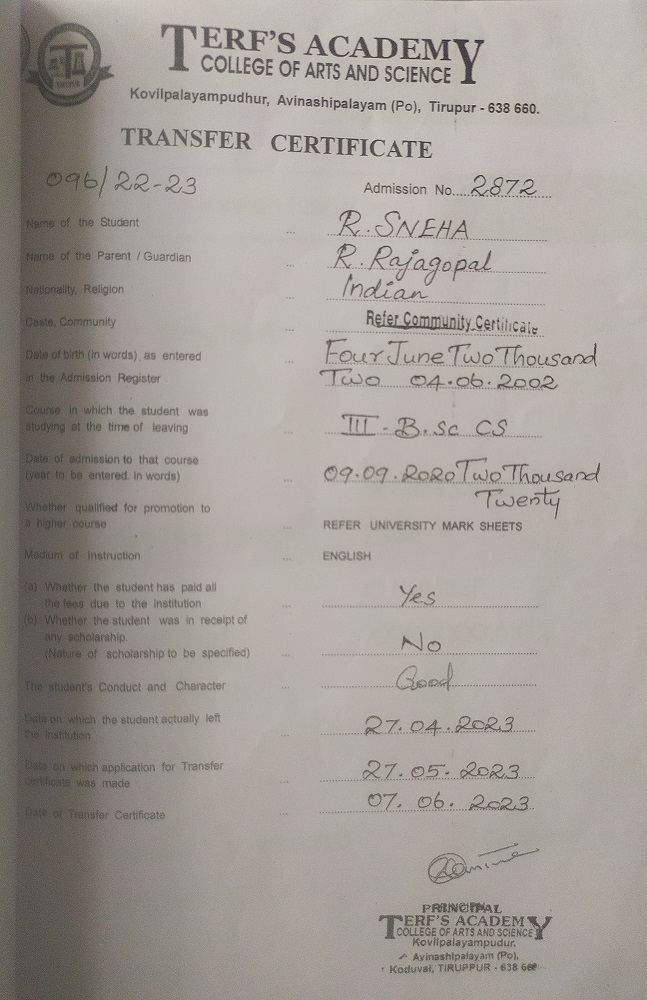 TERF'S ACADEMY
COLLEGE OF ARTS AND SCIENCE
TA
TIRUPUR
Kovilpalayampudhur, Avinashipalayam (Po), Tirupur - 638 660.
TRANSFER CERTIFICATE
096/22-23 Admission No.... 2872
Name of the Student ... R. SNEHA
Name of the Parent / Guardian ... R. Rajagopal
Nationality, Religion ... Indian
Caste, Community ... Refer Community Certificate
Date of birth (in words) as entered ... Four June Two Thousand
in the Admission Register ... Two 04.06.2002
Course in which the student was
studying at the time of leaving ... III - B.sc CS
Date of admission to that course
(year to be entered. in words) ... 09.09.2020 Two Thousand
Twenty
Whether qualified for promotion to
a higher course ... REFER UNIVERSITY MARK SHEETS
Medium of Instruction ... ENGLISH
(a) Whether the student has paid all
the fees due to the Institution ... Yes
(b) Whether the student was in receipt of
any scholarship. ... No
(Nature of scholarship to be specified)
The student's Conduct and Character ... Good
Date on which the student actually left
the Institution ... 27.04.2023
Date on which application for Transfer
certificate was made ... 27.05.2023
Date of Transfer Certificate ... 07.06.2023
PRINCIPAL
TERF'S ACADEMY
COLLEGE OF ARTS AND SCIENCE
Kovilpalayampudur.
Avinashipalayam (Po),
Koduvai, TIRUPPUR - 638 660